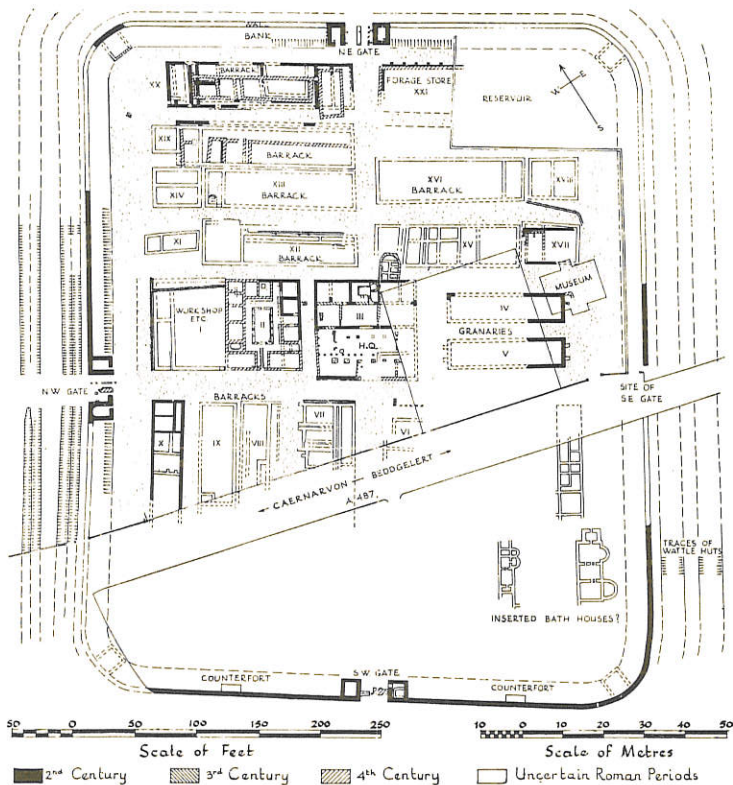 BANK
N.E GATE
BARRACK
XX
FORAGE STORE
XXI
RESERVOIR
W E
S
XIX
BARRACK
XIII
BARRACK
XIV
XVI
BARRACK
XVIII
XI
XII
BARRACK
XV
XVII
MUSEUM
WORKSHOP
ETC
I
II
III
H.Q.
IV
GRANARIES
V
N.W GATE
BARRACKS
SITE OF
S.E GATE
X
IX
VIII
VII
VI
CAERNARVON — BEDDGELERT
A 487.
TRACES OF
WATTLE HUTS
INSERTED BATH HOUSES?
COUNTERFORT
S.W. GATE
COUNTERFORT
50 0 50 100 150 200 250
Scale of Feet
10 0 10 20 30 40 50
Scale of Metres
2nd Century
3rd Century
4th Century
Uncertain Roman Periods